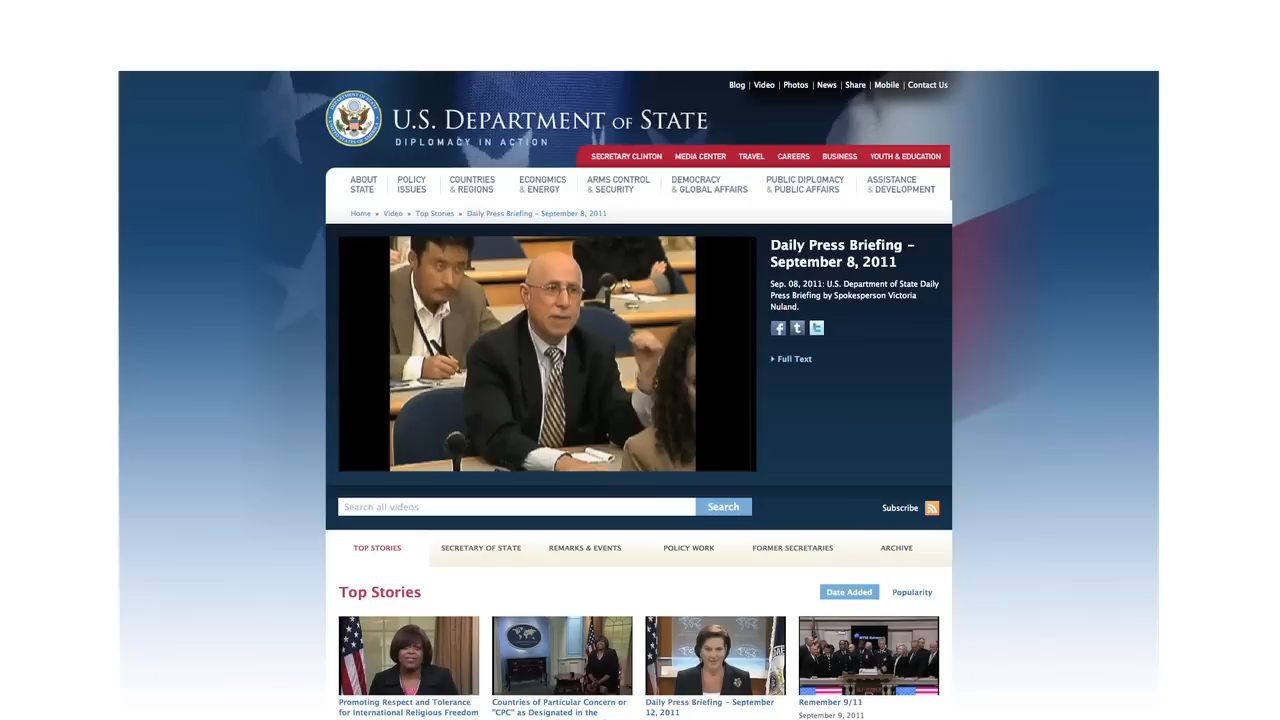 Blog | Video | Photos | News | Share | Mobile | Contact Us
U.S. DEPARTMENT OF STATE
DIPLOMACY IN ACTION
SECRETARY CLINTON MEDIA CENTER TRAVEL CAREERS BUSINESS YOUTH & EDUCATION
ABOUT STATE
POLICY ISSUES
COUNTRIES & REGIONS
ECONOMICS & ENERGY
ARMS CONTROL & SECURITY
DEMOCRACY & GLOBAL AFFAIRS
PUBLIC DIPLOMACY & PUBLIC AFFAIRS
ASSISTANCE & DEVELOPMENT
Home » Video » Top Stories » Daily Press Briefing – September 8, 2011
Daily Press Briefing –
September 8, 2011
Sep. 08, 2011: U.S. Department of State Daily
Press Briefing by Spokesperson Victoria
Nuland.
Full Text
Search all videos
Search
Subscribe
TOP STORIES SECRETARY OF STATE REMARKS & EVENTS POLICY WORK FORMER SECRETARIES ARCHIVE
Top Stories
Date Added Popularity
Promoting Respect and Tolerance
for International Religious Freedom
Countries of Particular Concern or
"CPC" as Designated in the
Daily Press Briefing – September
12, 2011
Remember 9/11
September 9, 2011